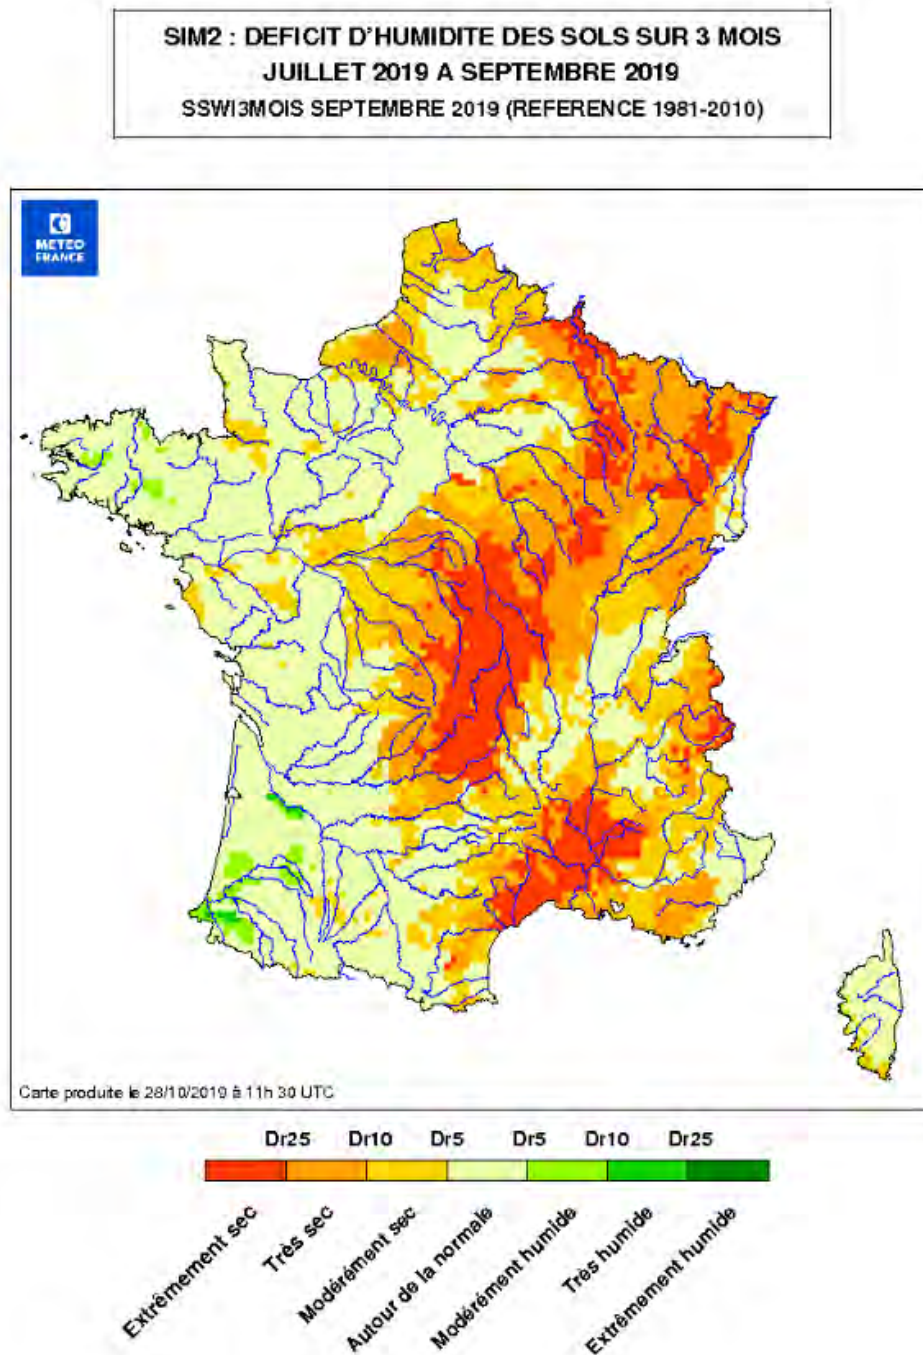 SIM2 : DEFICIT D'HUMIDITE DES SOLS SUR 3 MOIS
JUILLET 2019 A SEPTEMBRE 2019
SSWI3MOIS SEPTEMBRE 2019 (REFERENCE 1981-2010)
METEO
FRANCE
Carte produite le 28/10/2019 à 11h 30 UTC
Dr25 Dr10 Dr5 Dr5 Dr10 Dr25
Extrêmement sec
Très sec
Modérément sec
Autour de la normale
Modérément humide
Très humide
Extrêmement humide